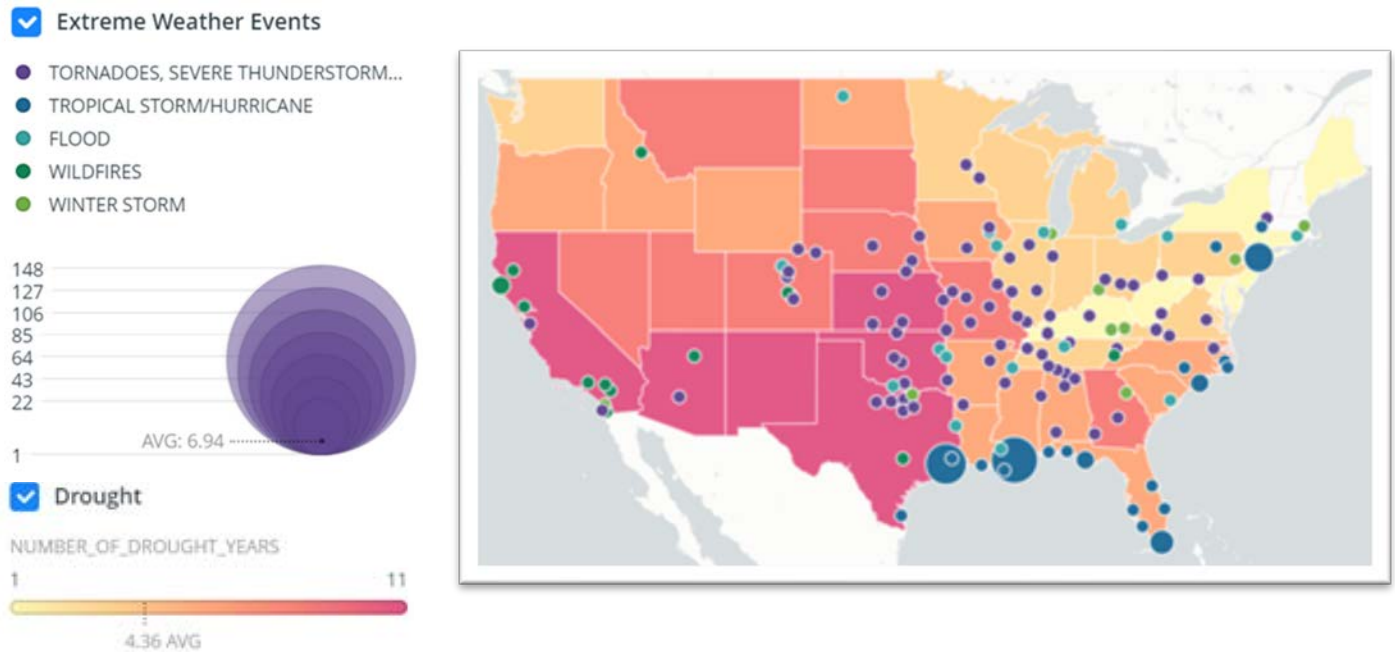 Extreme Weather Events
TORNADOES, SEVERE THUNDERSTORM...
TROPICAL STORM/HURRICANE
FLOOD
WILDFIRES
WINTER STORM
148
127
106
85
64
43
22
AVG: 6.94
1
Drought
NUMBER_OF_DROUGHT_YEARS
1 11
4.36 AVG